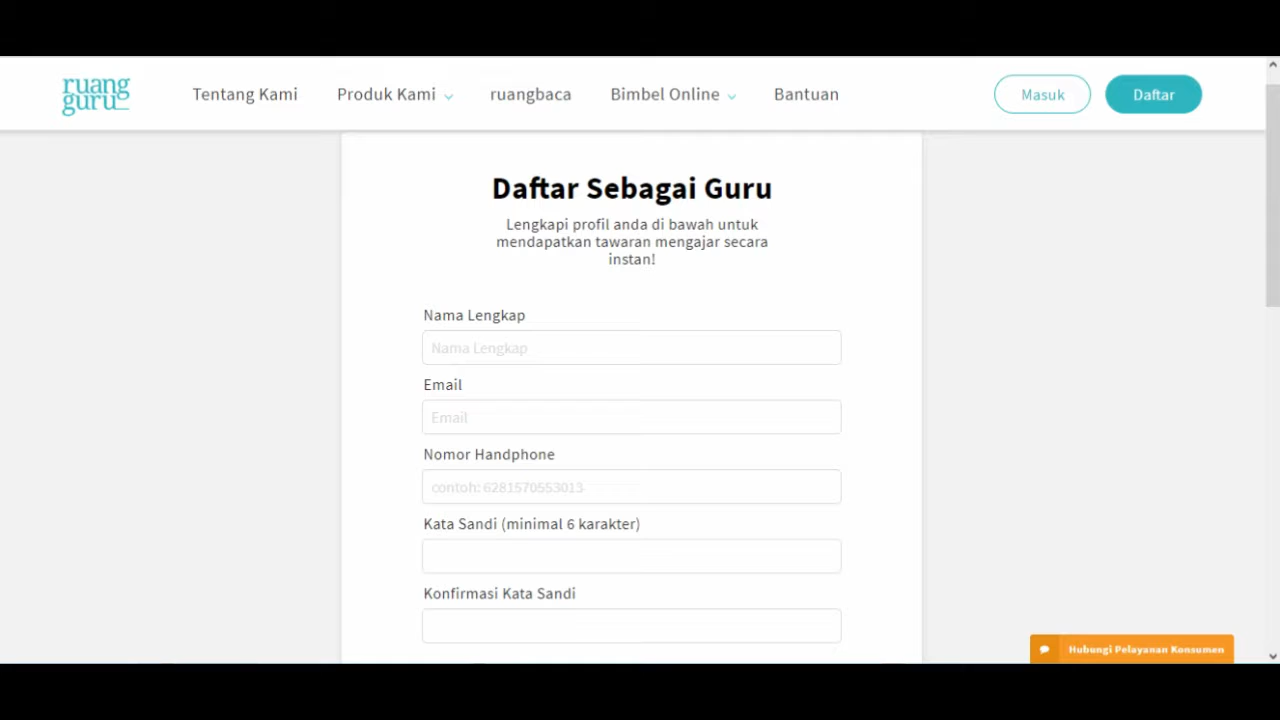 ruang
guru
Tentang Kami
Produk Kami
ruangbaca
Bimbel Online
Bantuan
Masuk
Daftar
Daftar Sebagai Guru
Lengkapi profil anda di bawah untuk
mendapatkan tawaran mengajar secara
instan!
Nama Lengkap
Nama Lengkap
Email
Email
Nomor Handphone
contoh: 6281570553013
Kata Sandi (minimal 6 karakter)
Konfirmasi Kata Sandi
Hubungi Pelayanan Konsumen